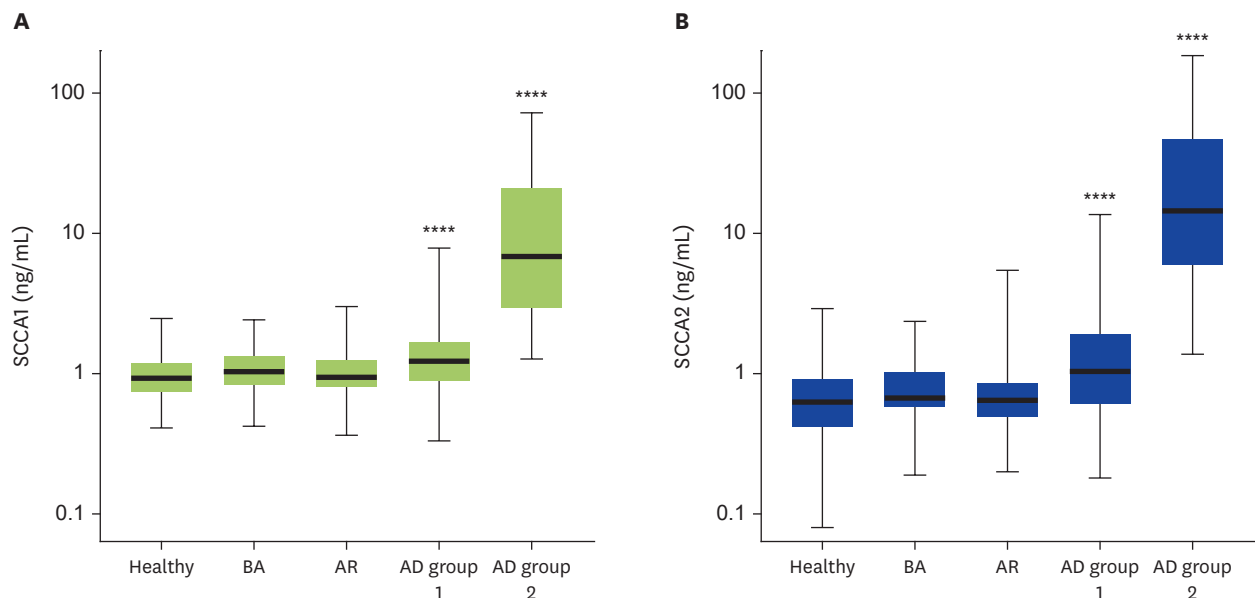 A
SCCA1 (ng/mL)
100
10
1
0.1
****
****
Healthy
BA
AR
AD group
1
AD group
2
B
SCCA2 (ng/mL)
100
10
1
0.1
****
****
Healthy
BA
AR
AD group
1
AD group
2